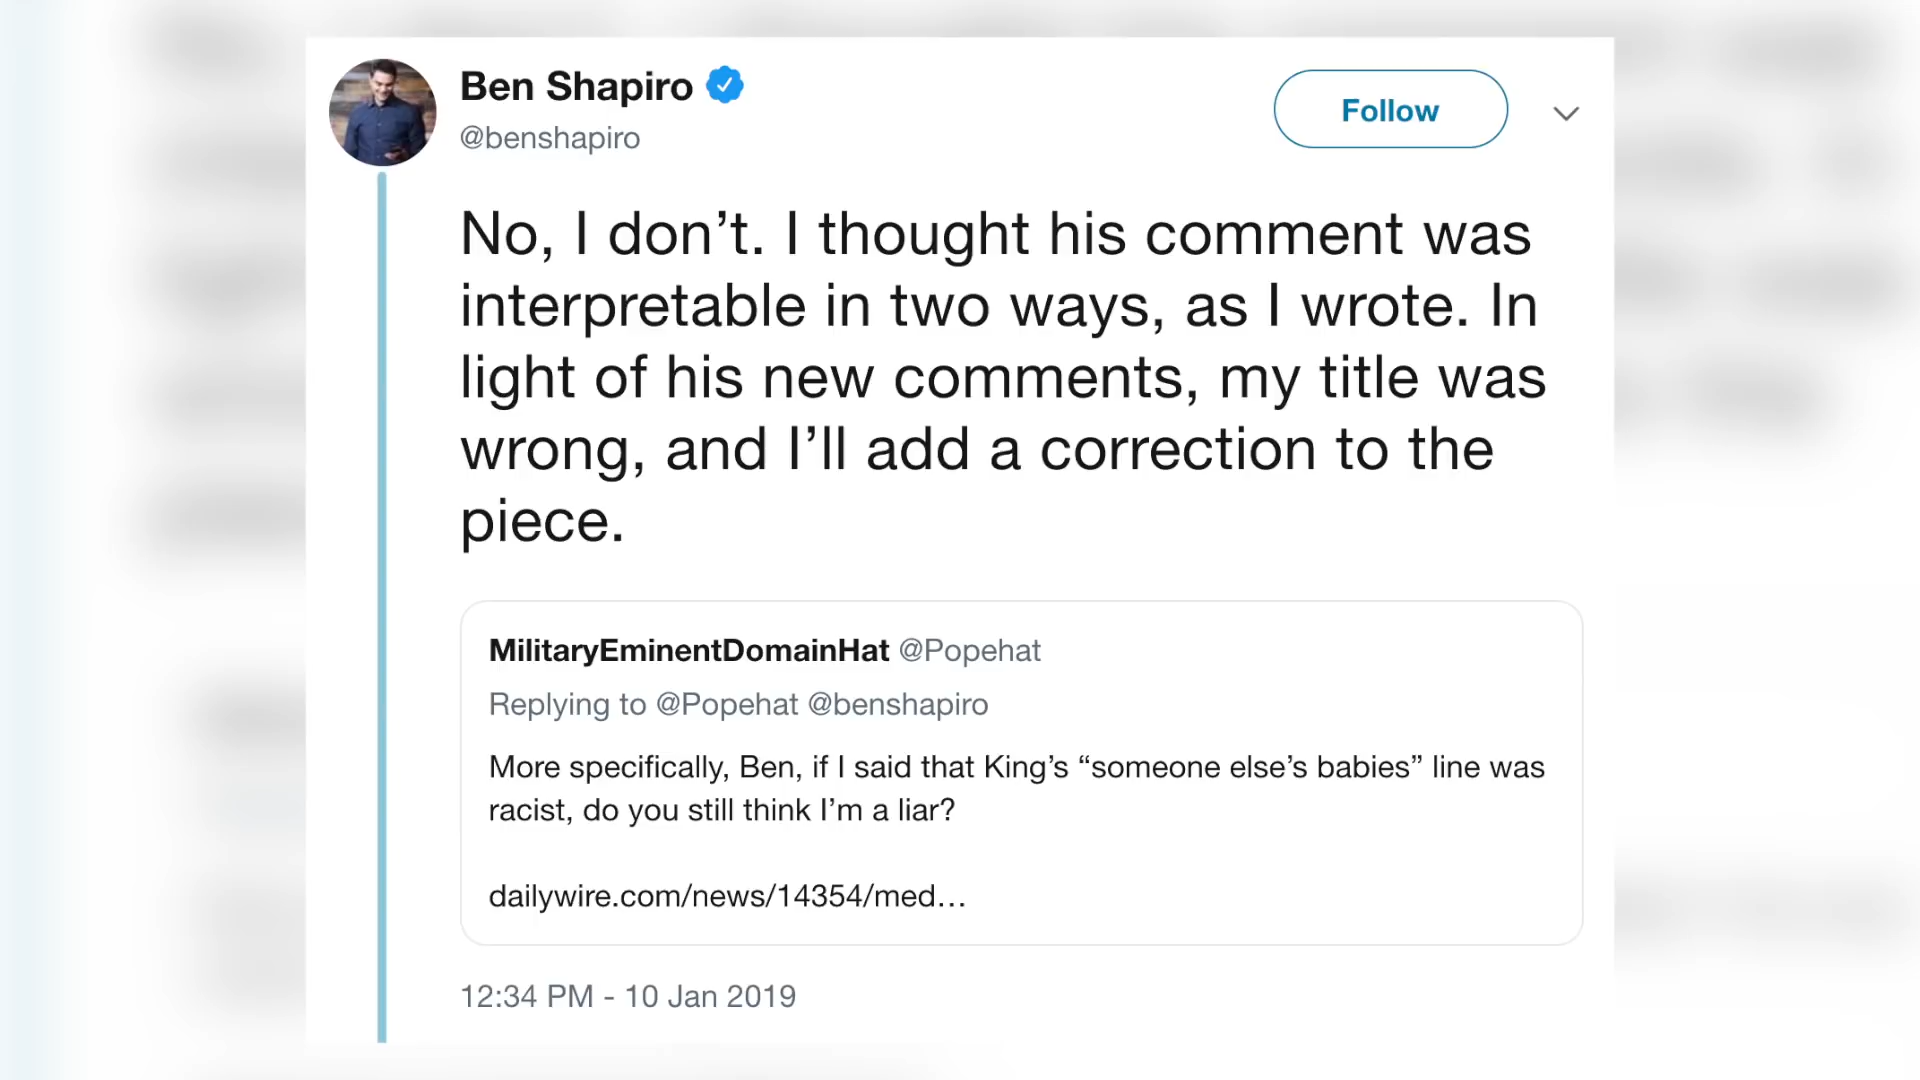 Ben Shapiro
@benshapiro
Follow
No, I don’t. I thought his comment was
interpretable in two ways, as I wrote. In
light of his new comments, my title was
wrong, and I’ll add a correction to the
piece.
MilitaryEminentDomainHat @Popehat
Replying to @Popehat @benshapiro
More specifically, Ben, if I said that King’s “someone else’s babies” line was
racist, do you still think I’m a liar?
dailywire.com/news/14354/med…
12:34 PM - 10 Jan 2019